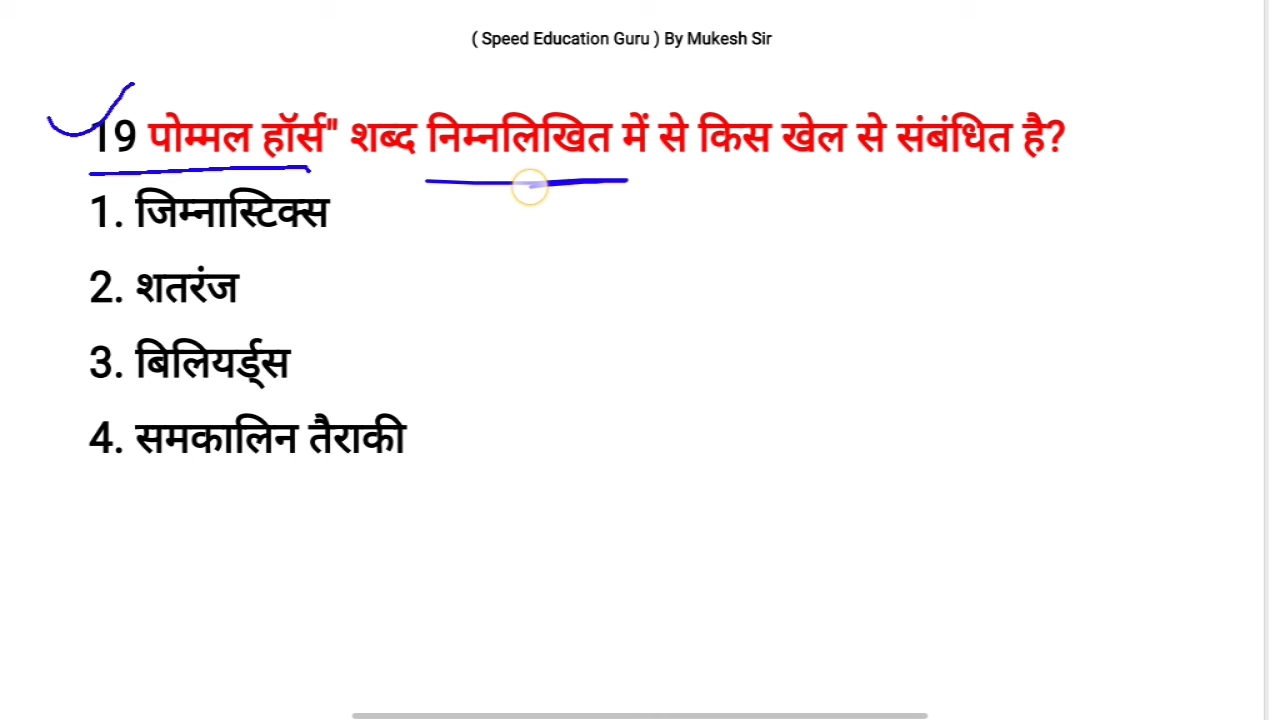 ( Speed Education Guru ) By Mukesh Sir
19 पोम्मल हॉर्स" शब्द निम्नलिखित में से किस खेल से संबंधित है?
1. जिम्नास्टिक्स
2. शतरंज
3. बिलियर्ड्स
4. समकालिन तैराकी